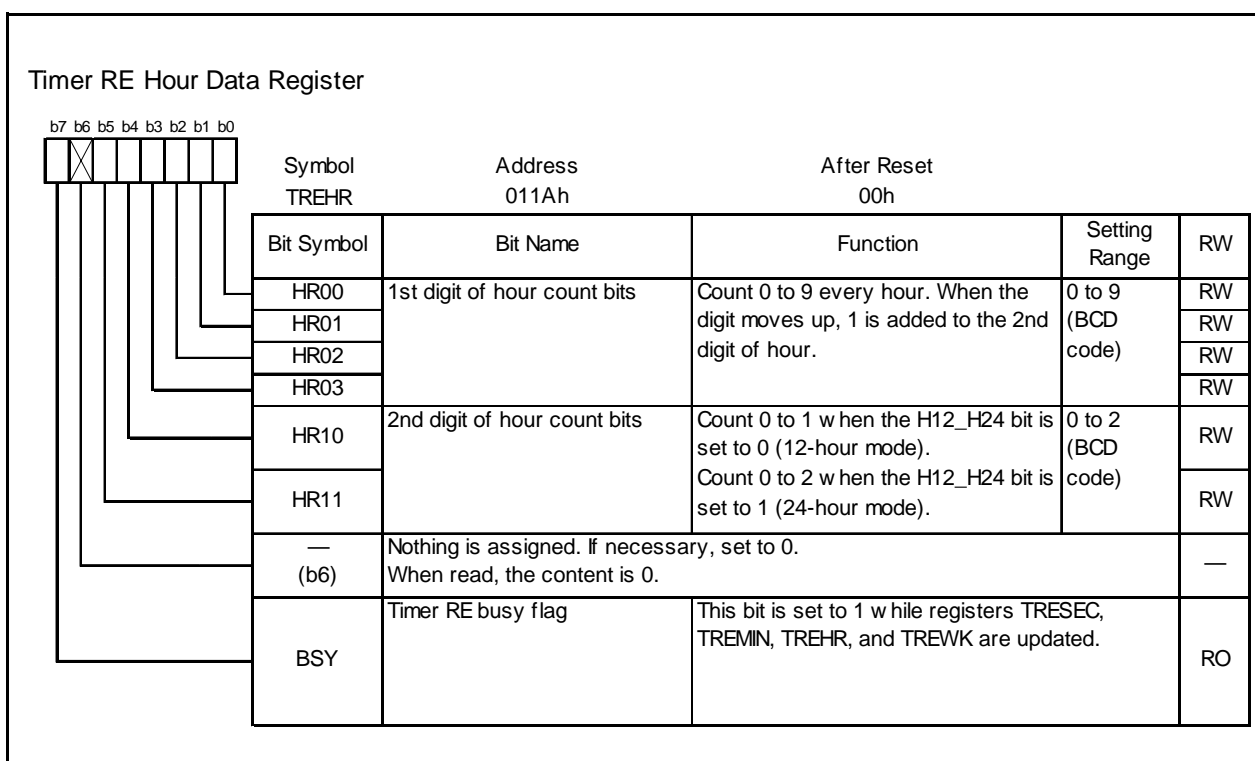 Timer RE Hour Data Register
b7 b6 b5 b4 b3 b2 b1 b0
Symbol Address After Reset
TREHR 011Ah 00h
Bit Symbol Bit Name Function Setting Range RW
HR00 1st digit of hour count bits Count 0 to 9 every hour. When the 0 to 9 RW
HR01 digit moves up, 1 is added to the 2nd (BCD RW
HR02 digit of hour. code) RW
HR03 RW
HR10 2nd digit of hour count bits Count 0 to 1 w hen the H12_H24 bit is 0 to 2 RW
set to 0 (12-hour mode). (BCD
HR11 Count 0 to 2 w hen the H12_H24 bit is code) RW
set to 1 (24-hour mode).
— Nothing is assigned. If necessary, set to 0. —
(b6) When read, the content is 0.
BSY Timer RE busy flag This bit is set to 1 w hile registers TRESEC, RO
TREMIN, TREHR, and TREWK are updated.